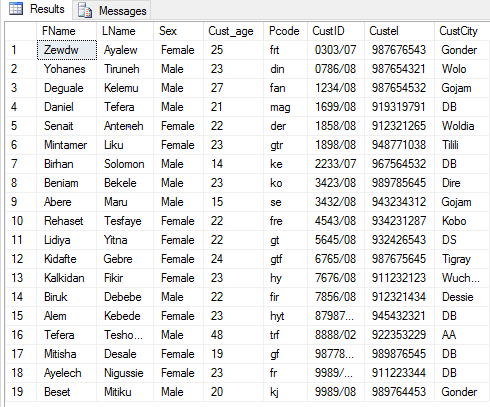 Results Messages
FName LName Sex Cust_age Pcode CustID Custel CustCity
1 Zewdw Ayalew Female 25 frt 0303/07 987676543 Gonder
2 Yohanes Tiruneh Male 23 din 0786/08 987654321 Wolo
3 Deguale Kelemu Male 27 fan 1234/08 987654532 Gojam
4 Daniel Tefera Male 21 mag 1699/08 919319791 DB
5 Senait Anteneh Female 22 der 1858/08 912321265 Woldia
6 Mintamer Liku Female 23 gtr 1898/08 948771038 Tilili
7 Birhan Solomon Male 14 ke 2233/07 967564532 DB
8 Beniam Bekele Male 23 ko 3423/08 989785645 Dire
9 Abere Maru Male 15 se 3432/08 943234312 Gojam
10 Rehaset Tesfaye Female 22 fre 4543/08 934231287 Kobo
11 Lidiya Yitna Female 22 gt 5645/08 932426543 DS
12 Kidafte Gebre Female 24 gtf 6765/08 987675645 Tigray
13 Kalkidan Fikir Female 23 hy 7676/08 911232123 Wuch...
14 Biruk Debebe Male 22 fir 7856/08 912321434 Dessie
15 Alem Kebede Female 23 hyt 87987... 945432321 DB
16 Tefera Tesho... Male 48 trf 8888/02 922353229 AA
17 Mitisha Desale Female 19 gf 98778... 989876545 DB
18 Ayelech Nigussie Female 23 fr 9989/... 911223344 DB
19 Beset Mitiku Male 20 kj 9989/08 989764453 Gonder